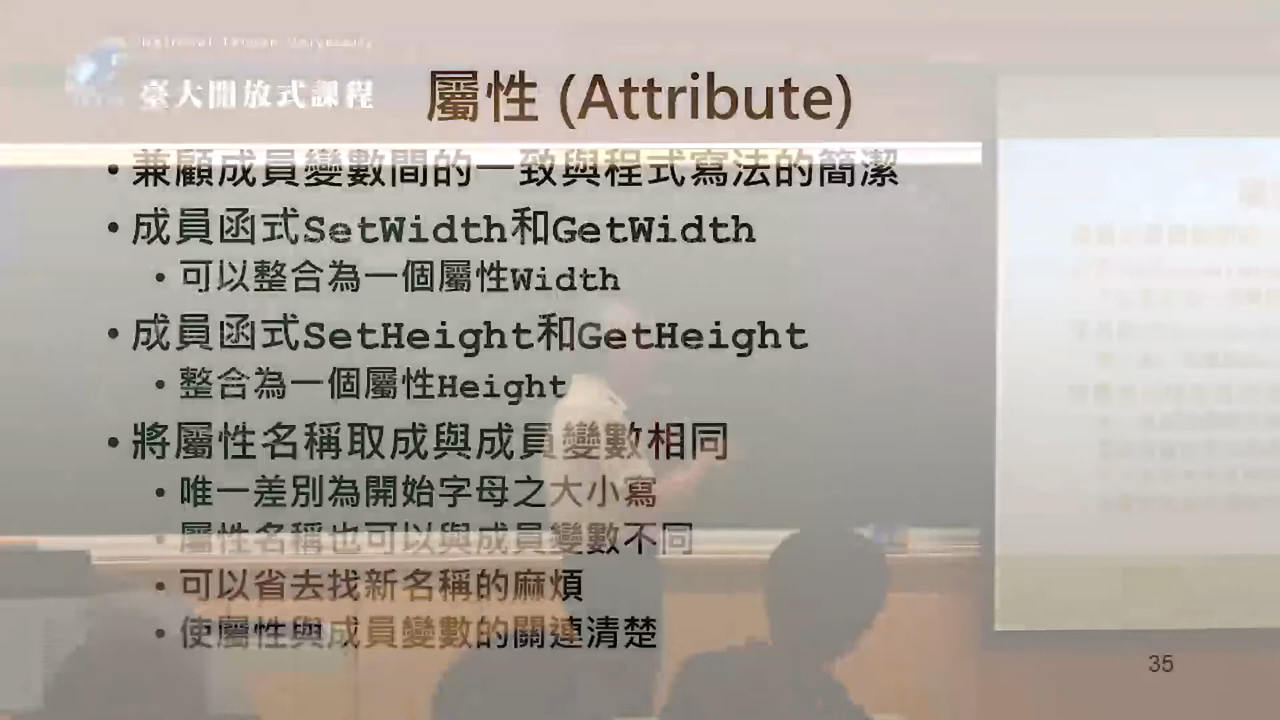 National Taiwan University
臺大開放式課程
屬性 (Attribute)
• 兼顧成員變數間的一致與程式寫法的簡潔
• 成員函式SetWidth和GetWidth
• 可以整合為一個屬性Width
• 成員函式SetHeight和GetHeight
• 整合為一個屬性Height
• 將屬性名稱取成與成員變數相同
• 唯一差別為開始字母之大小寫
• 屬性名稱也可以與成員變數不同
• 可以省去找新名稱的麻煩
• 使屬性與成員變數的關連清楚
35